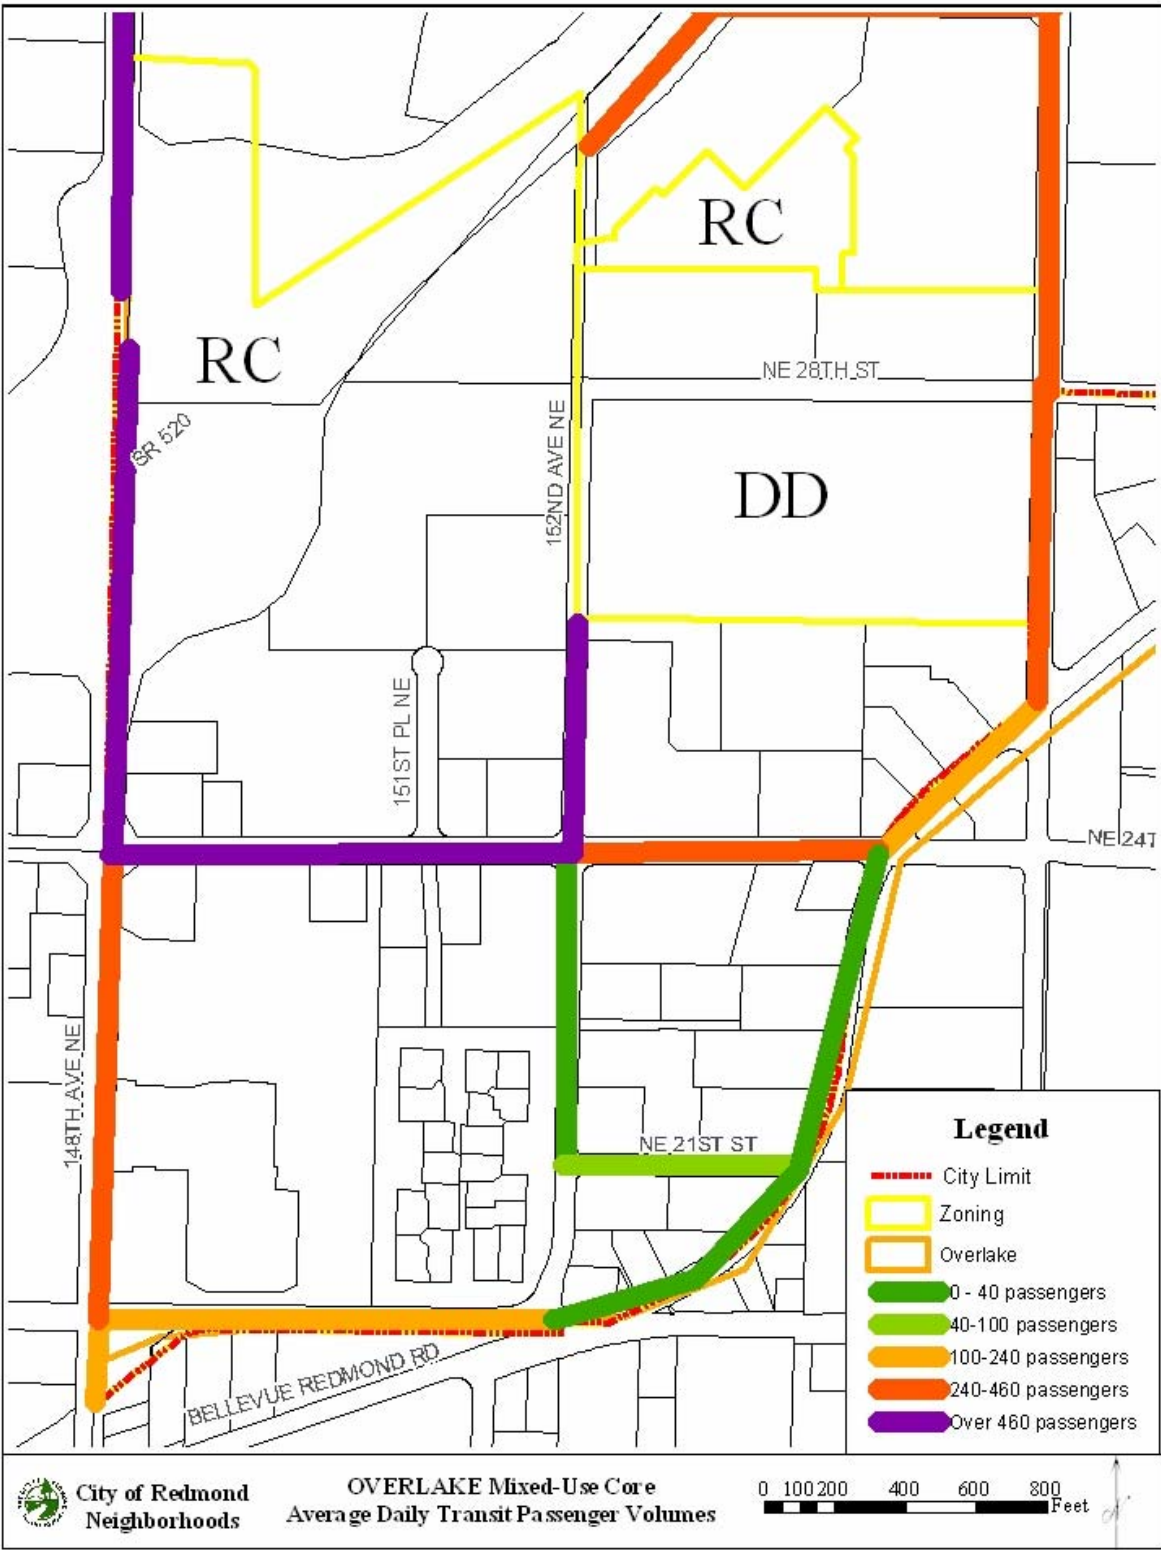 RC
RC
NE 28TH ST
SR 520
152ND AVE NE
DD
151ST PL NE
NE 24T
148TH AVE NE
NE 21ST ST
BELLEVUE REDMOND RD
Legend
City Limit
Zoning
Overlake
0 - 40 passengers
40-100 passengers
100-240 passengers
240-460 passengers
Over 460 passengers
City of Redmond
Neighborhoods
OVERLAKE Mixed-Use Core
Average Daily Transit Passenger Volumes
0 100 200 400 600 800
Feet
N